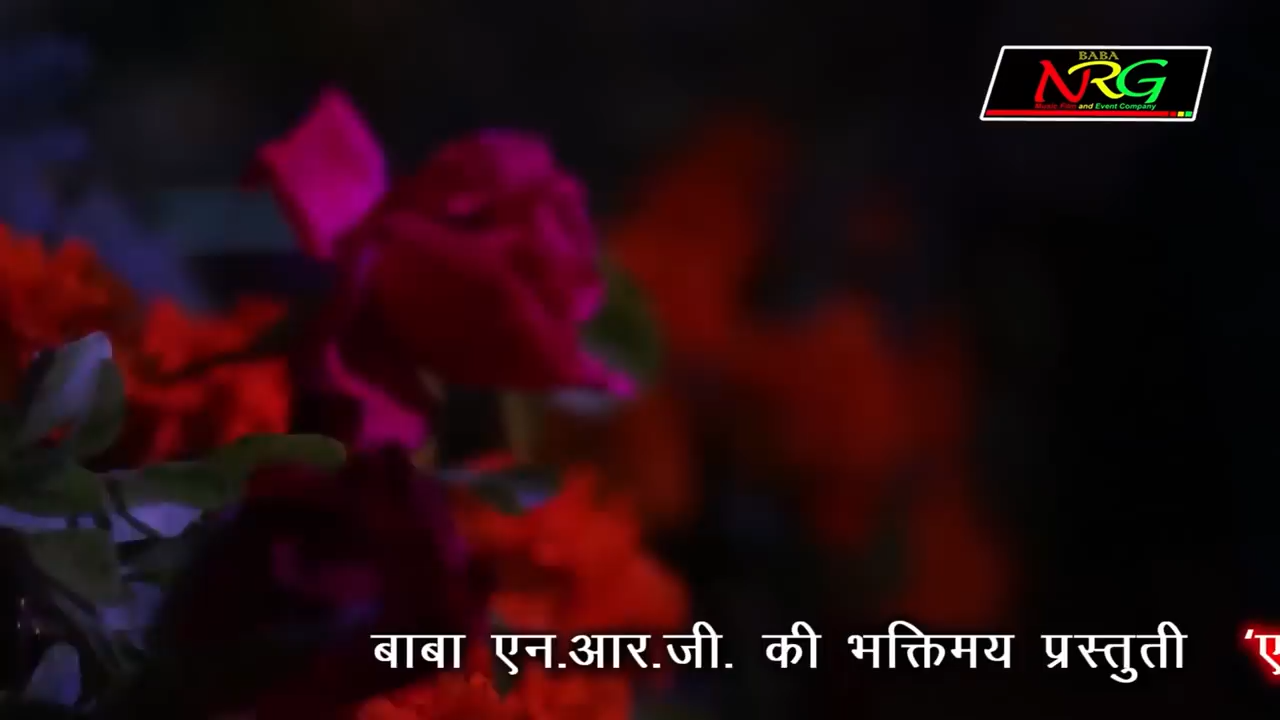 BABA
NRG
Music Film and Event Company
बाबा एन.आर.जी. की भक्तिमय प्रस्तुती 'ए